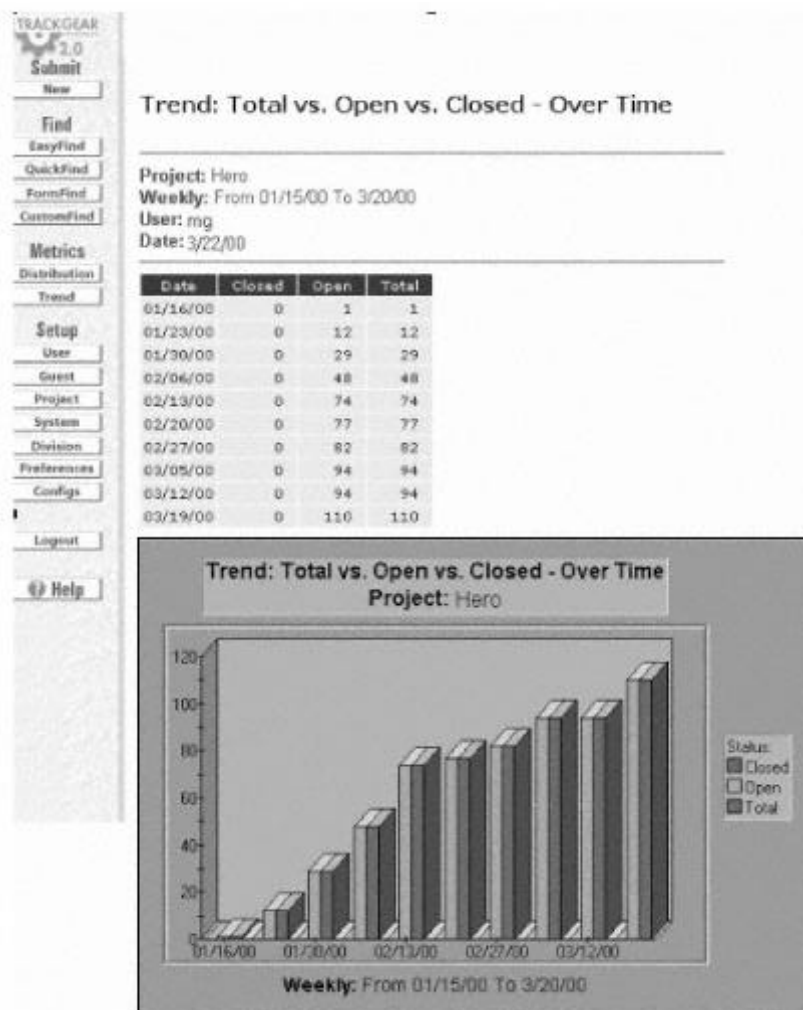 TRACKGEAR
2.0
Submit
New
Find
EasyFind
QuickFind
FormFind
CustomFind
Metrics
Distribution
Trend
Setup
User
Guest
Project
System
Division
Preferences
Configs
Logout
? Help
Trend: Total vs. Open vs. Closed - Over Time
Project: Hero
Weekly: From 01/15/00 To 3/20/00
User: mg
Date: 3/22/00
Date Closed Open Total
01/16/00 0 1 1
01/23/00 0 12 12
01/30/00 0 29 29
02/06/00 0 48 48
02/13/00 0 74 74
02/20/00 0 77 77
02/27/00 0 82 82
03/05/00 0 94 94
03/12/00 0 94 94
03/19/00 0 110 110
Trend: Total vs. Open vs. Closed - Over Time
Project: Hero
120
100
80
60
40
20
0
01/16/00 01/30/00 02/13/00 02/27/00 03/12/00
Status:
Closed
Open
Total
Weekly: From 01/15/00 To 3/20/00